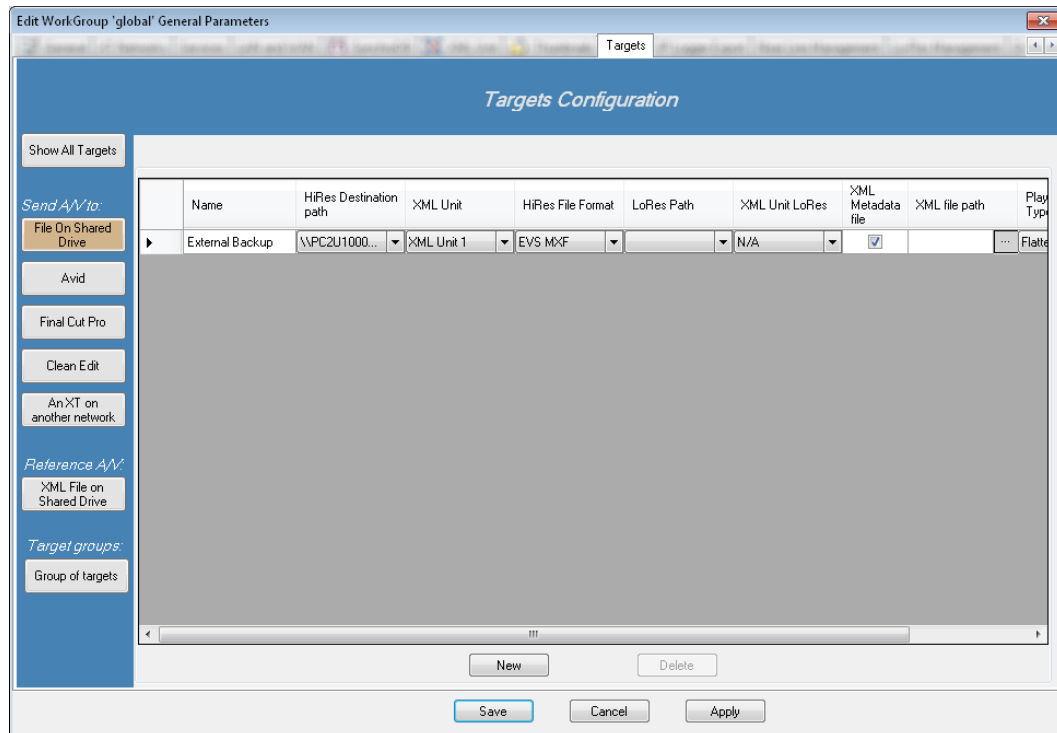 Edit WorkGroup 'global' General Parameters
Targets
Targets Configuration
Show All Targets
Send A/V to:
File On Shared
Drive
Avid
Final Cut Pro
Clean Edit
An XT on
another network
Reference A/V:
XML File on
Shared Drive
Target groups:
Group of targets
Name
HiRes Destination
path
XML Unit
HiRes File Format
LoRes Path
XML Unit LoRes
XML
Metadata
file
XML file path
Play
Type
External Backup
\\PC2U1000...
XML Unit 1
EVS MXF
N/A
...
Flatte
New
Delete
Save
Cancel
Apply